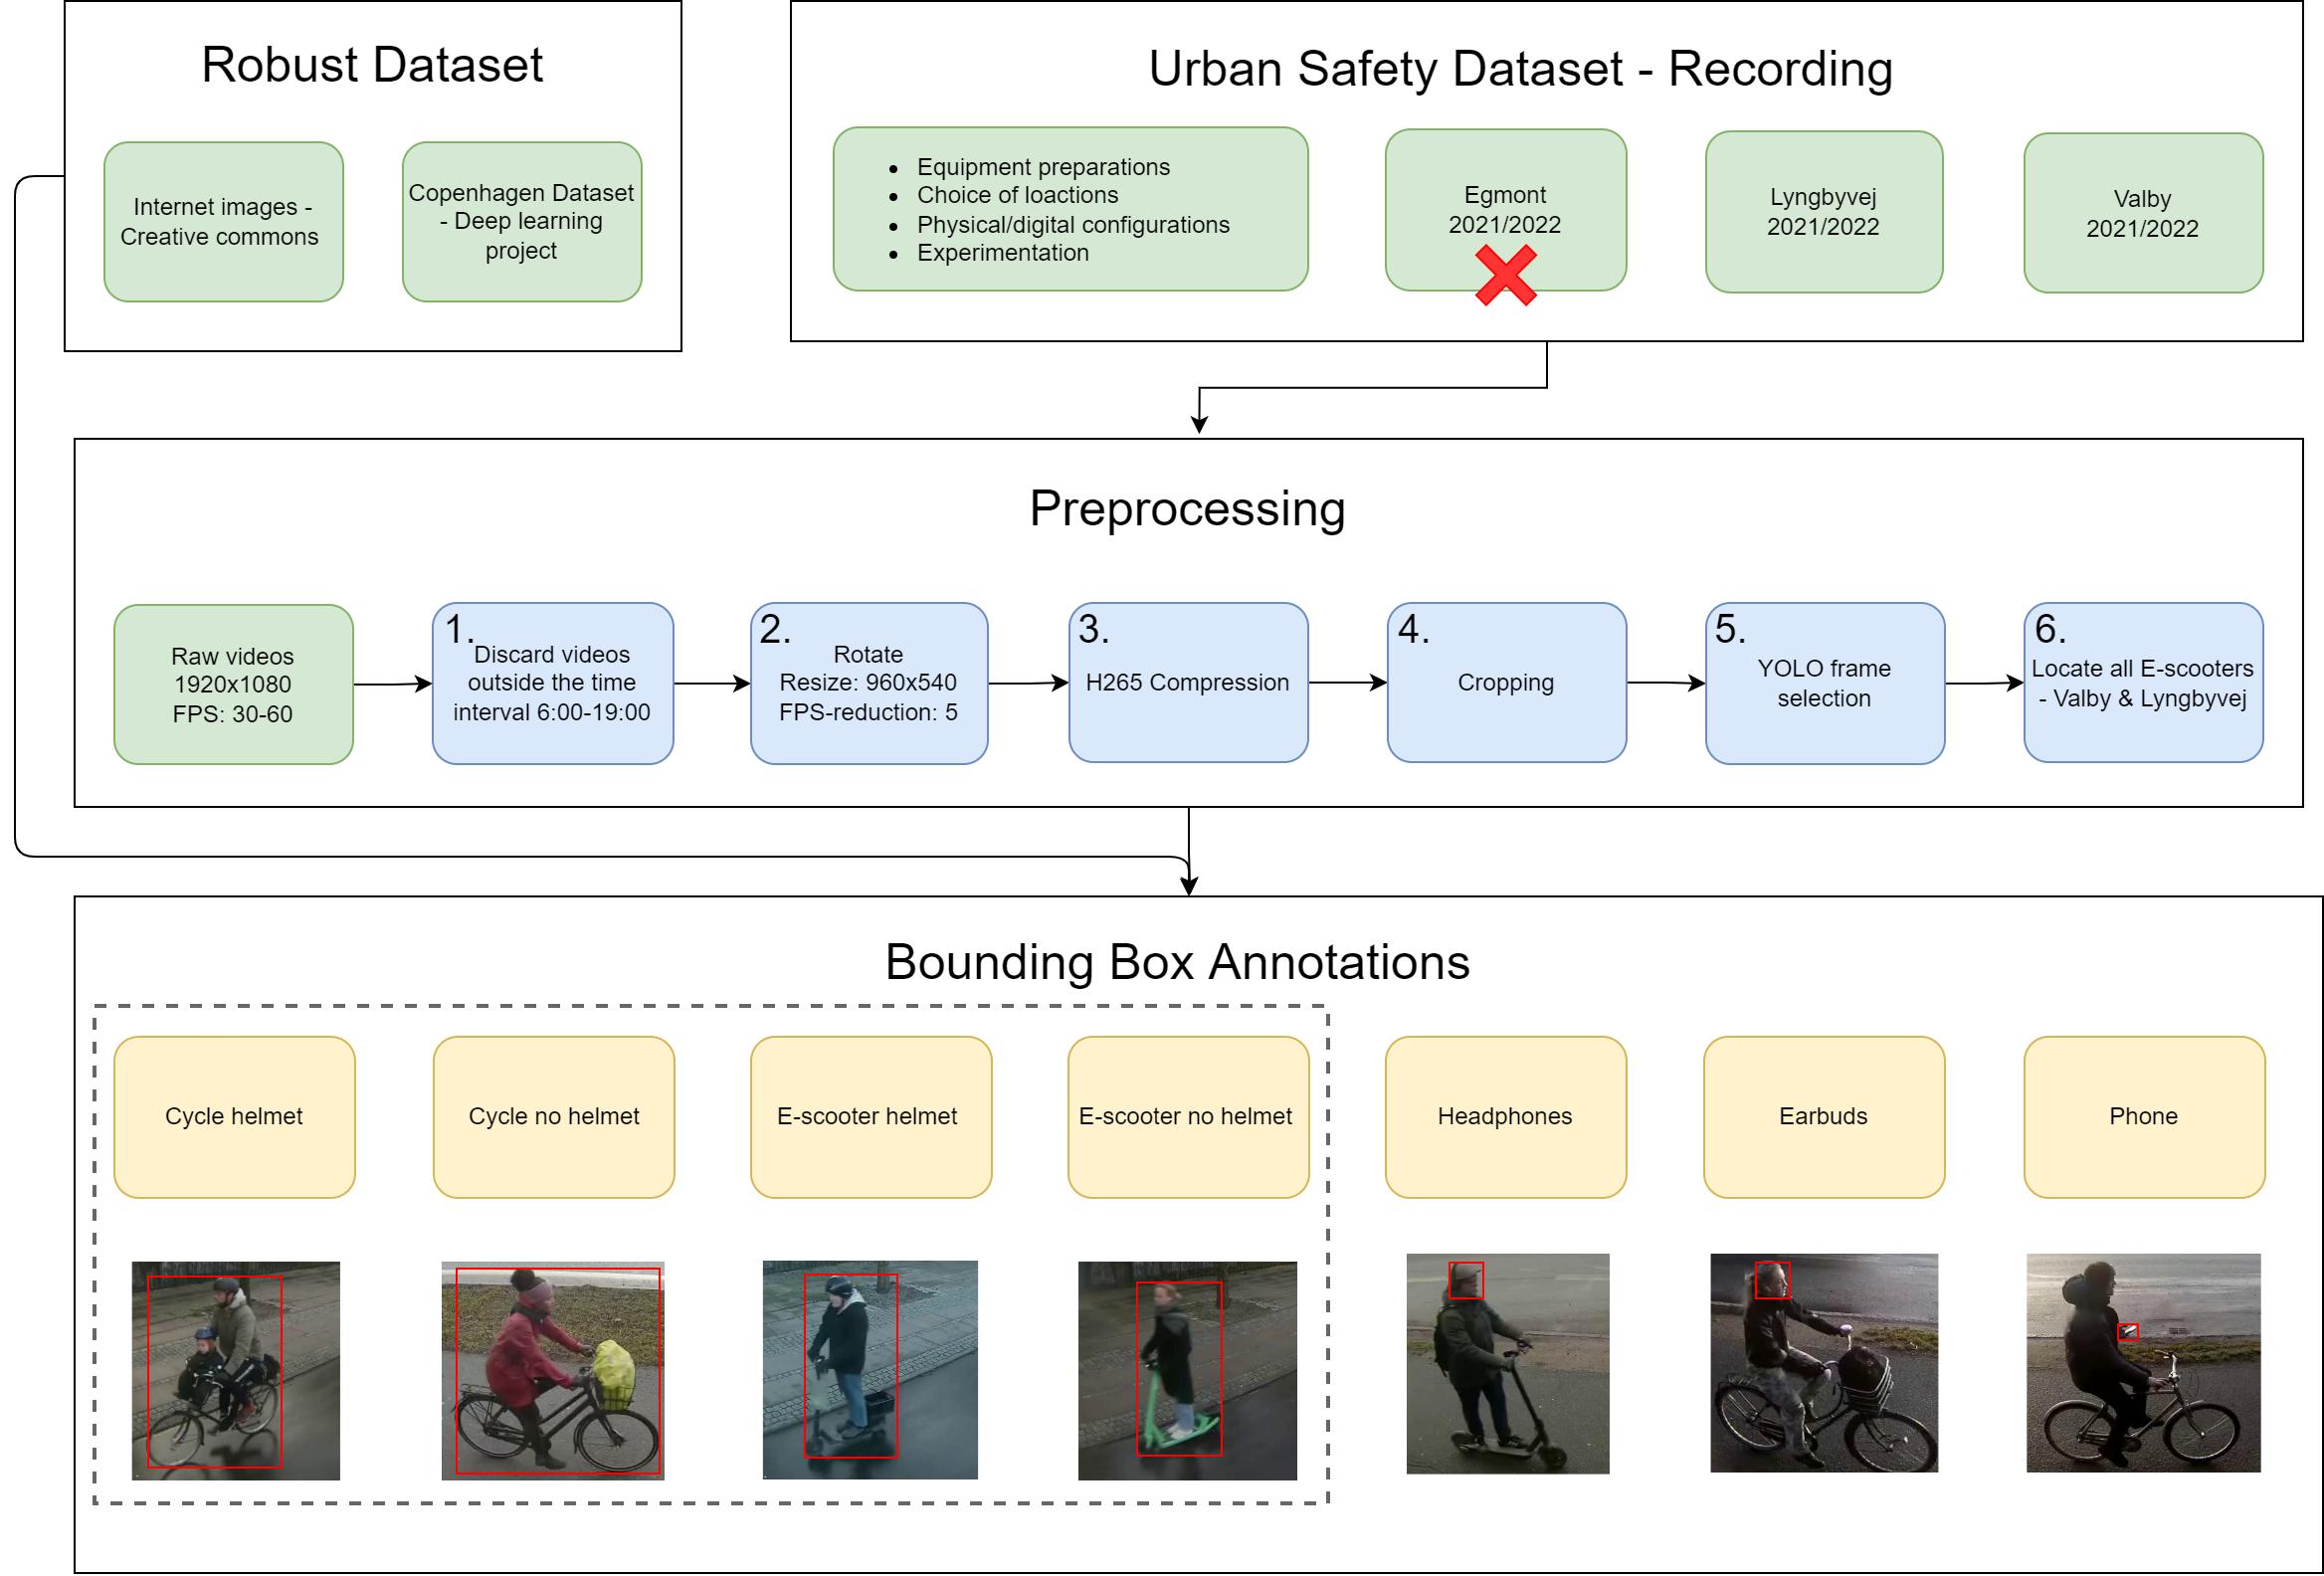 Robust Dataset
Internet images -
Creative commons
Copenhagen Dataset
- Deep learning
project
Urban Safety Dataset - Recording
• Equipment preparations
• Choice of loactions
• Physical/digital configurations
• Experimentation
Egmont
2021/2022
Lyngbyvej
2021/2022
Valby
2021/2022
Preprocessing
Raw videos
1920x1080
FPS: 30-60
1.
Discard videos
outside the time
interval 6:00-19:00
2.
Rotate
Resize: 960x540
FPS-reduction: 5
3.
H265 Compression
4.
Cropping
5.
YOLO frame
selection
6.
Locate all E-scooters
- Valby & Lyngbyvej
Bounding Box Annotations
Cycle helmet
Cycle no helmet
E-scooter helmet
E-scooter no helmet
Headphones
Earbuds
Phone